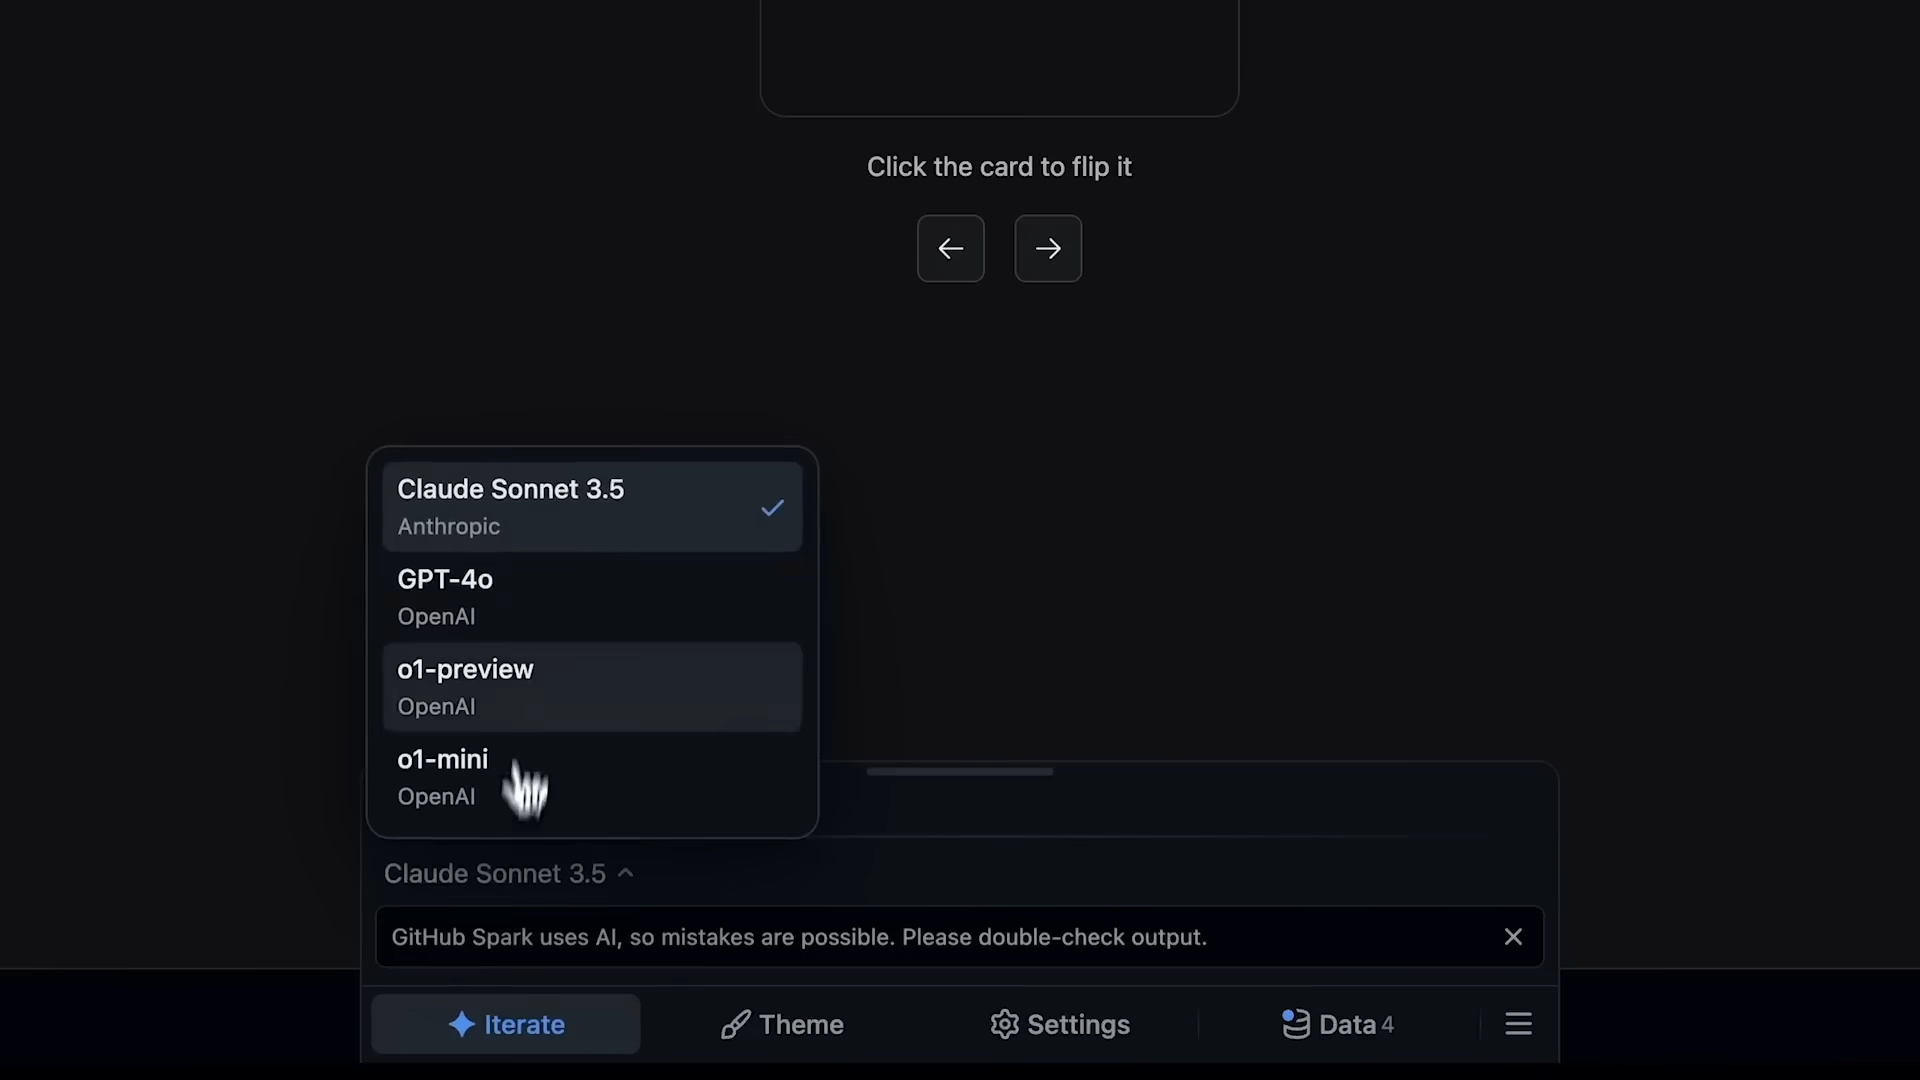 Click the card to flip it
Claude Sonnet 3.5
Anthropic
GPT-4o
OpenAI
o1-preview
OpenAI
o1-mini
OpenAI
Claude Sonnet 3.5
GitHub Spark uses AI, so mistakes are possible. Please double-check output.
Iterate Theme Settings Data 4